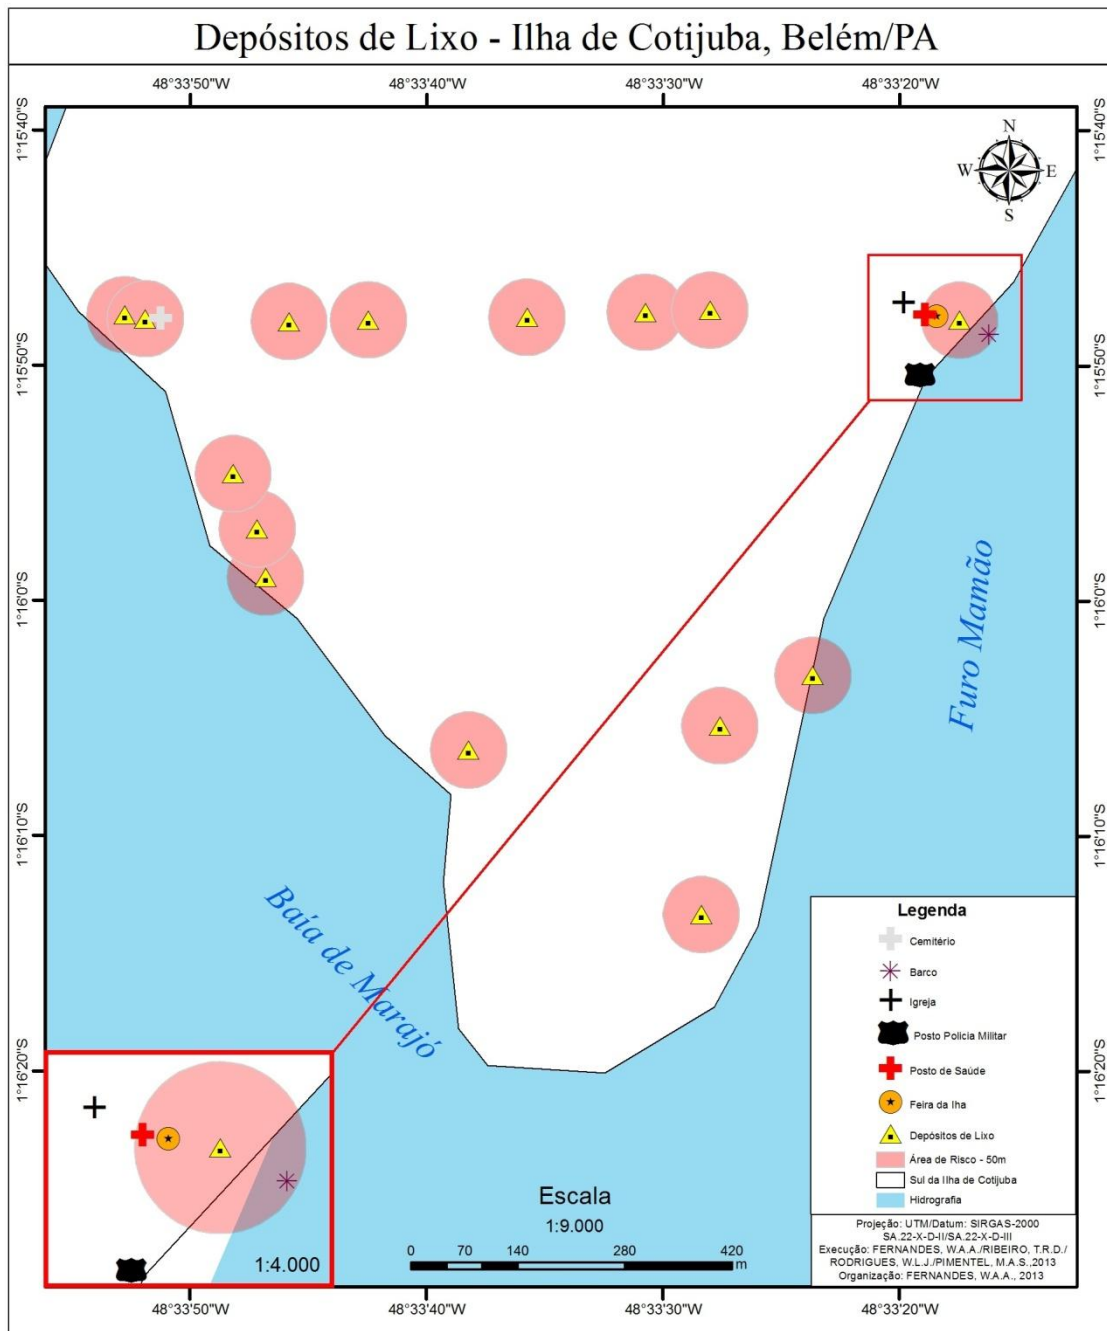 Depósitos de Lixo - Ilha de Cotijuba, Belém/PA
48°33'50"W 48°33'40"W 48°33'30"W 48°33'20"W
1°15'40"S 1°15'40"S
N
W E
S
1°15'50"S 1°15'50"S
1°16'0"S 1°16'0"S
Furo Mamão
1°16'10"S 1°16'10"S
Baía de Marajó
Legenda
Cemitério
Barco
Igreja
Posto Policia Militar
Posto de Saúde
Feira da Iha
Depósitos de Lixo
Área de Risco - 50m
Sul da Ilha de Cotijuba
Hidrografia
1°16'20"S 1°16'20"S
Escala
1:9.000
0 70 140 280 420
m
1:4.000
Projeção: UTM/Datum: SIRGAS-2000
SA.22-X-D-II/SA.22-X-D-III
Execução: FERNANDES, W.A.A./RIBEIRO, T.R.D./
RODRIGUES, W.L.J./PIMENTEL, M.A.S.,2013
Organização: FERNANDES, W.A.A., 2013
48°33'50"W 48°33'40"W 48°33'30"W 48°33'20"W